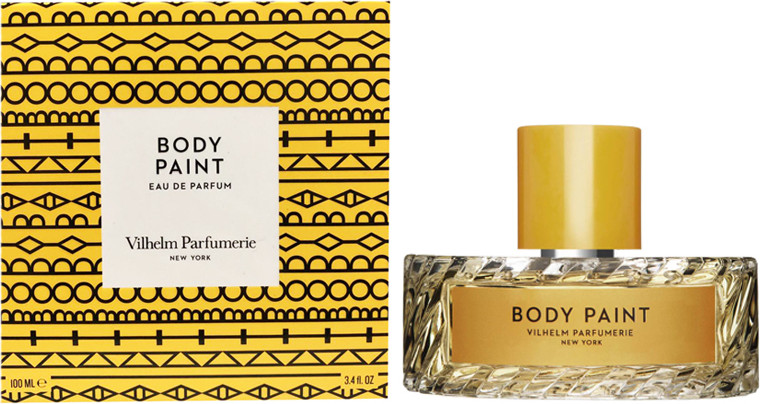 BODY
PAINT
EAU DE PARFUM
Vilhelm Parfumerie
NEW YORK
100 ML ℮
3.4 fl. OZ
BODY PAINT
VILHELM PARFUMERIE
NEW YORK